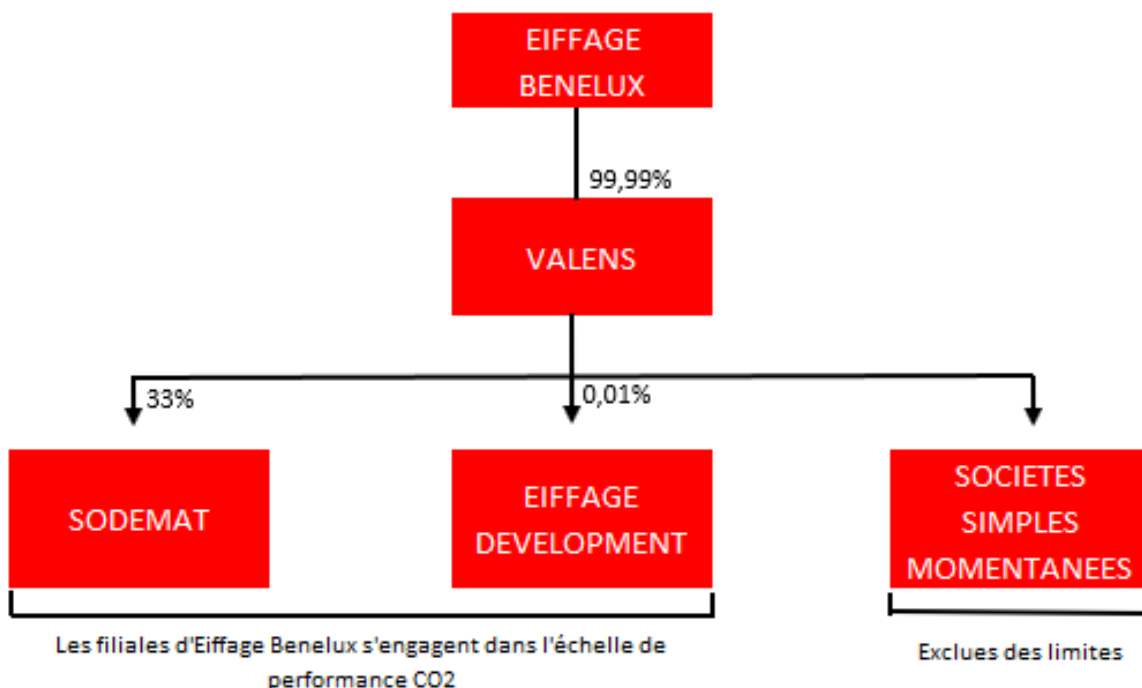 EIFFAGE
BENELUX
99,99%
VALENS
33%
0,01%
SODEMAT
EIFFAGE
DEVELOPMENT
SOCIETES
SIMPLES
MOMENTANEES
Les filiales d'Eiffage Benelux s'engagent dans l'échelle de
performance CO2
Exclues des limites